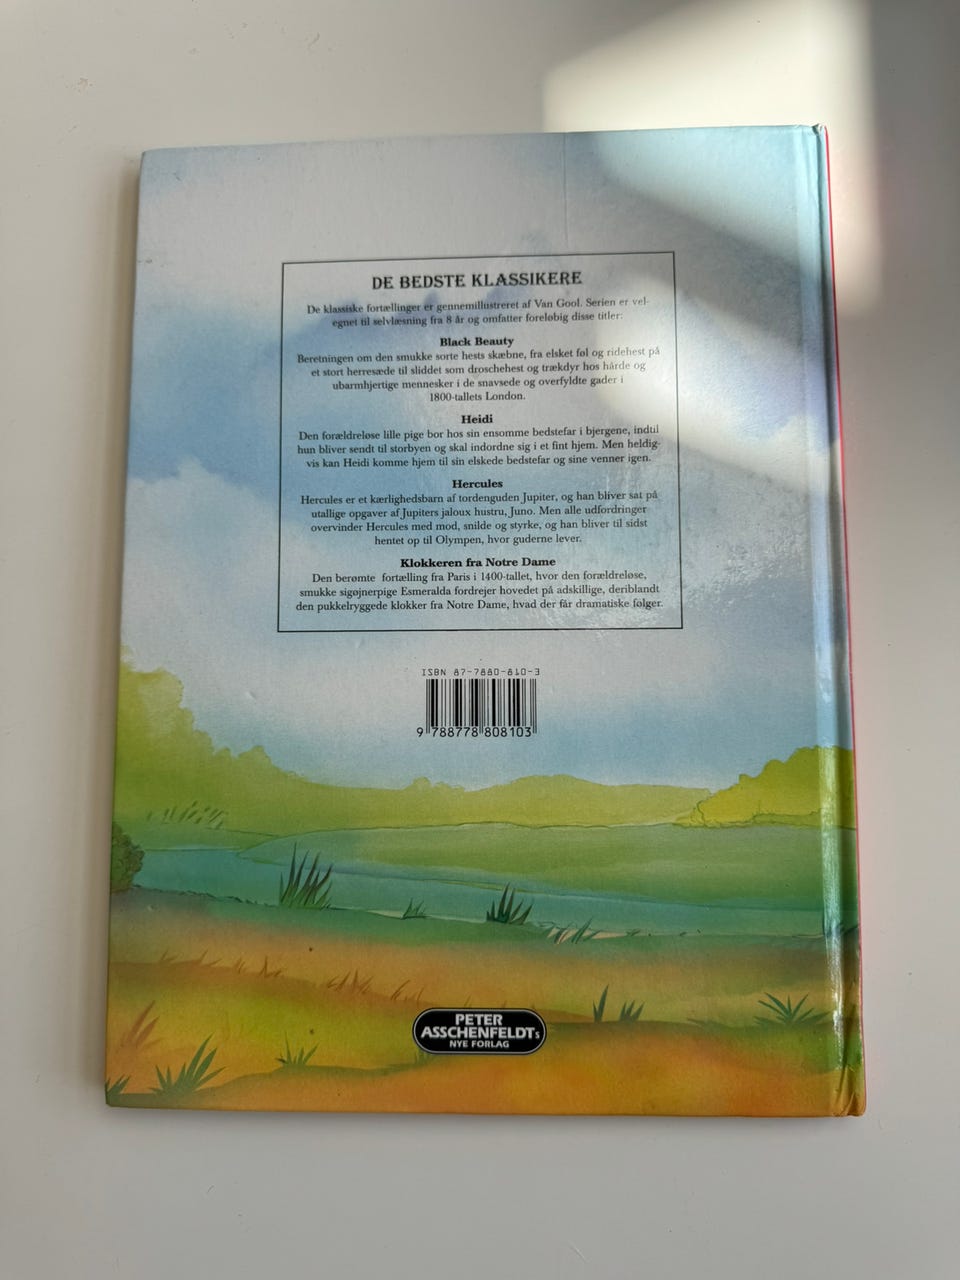 DE BEDSTE KLASSIKERE
De klassiske fortællinger er gennemillustreret af Van Gool. Serien er vel-
egnet til selvlæsning fra 8 år og omfatter foreløbig disse titler:
Black Beauty
Beretningen om den smukke sorte hests skæbne, fra elsket føl og ridehest på
et stort herresæde til sliddet som droschehest og trækdyr hos hårde og
ubarmhjertige mennesker i de snavsede og overfyldte gader i
1800-tallets London.
Heidi
Den forældreløse lille pige bor hos sin ensomme bedstefar i bjergene, indtil
hun bliver sendt til storbyen og skal indordne sig i et fint hjem. Men heldig-
vis kan Heidi komme hjem til sin elskede bedstefar og sine venner igen.
Hercules
Hercules er et kærlighedsbarn af tordenguden Jupiter, og han bliver sat på
utallige opgaver af Jupiters jaloux hustru, Juno. Men alle udfordringer
overvinder Hercules med mod, snilde og styrke, og han bliver til sidst
hentet op til Olympen, hvor guderne lever.
Klokkeren fra Notre Dame
Den berømte fortælling fra Paris i 1400-tallet, hvor den forældreløse,
smukke sigøjnerpige Esmeralda fordrejer hovedet på adskillige, deriblandt
den pukkelryggede klokker fra Notre Dame, hvad der får dramatiske følger.
ISBN 87-7880-810-3
9 788778 808103
PETER
ASSCHENFELDTs
NYE FORLAG